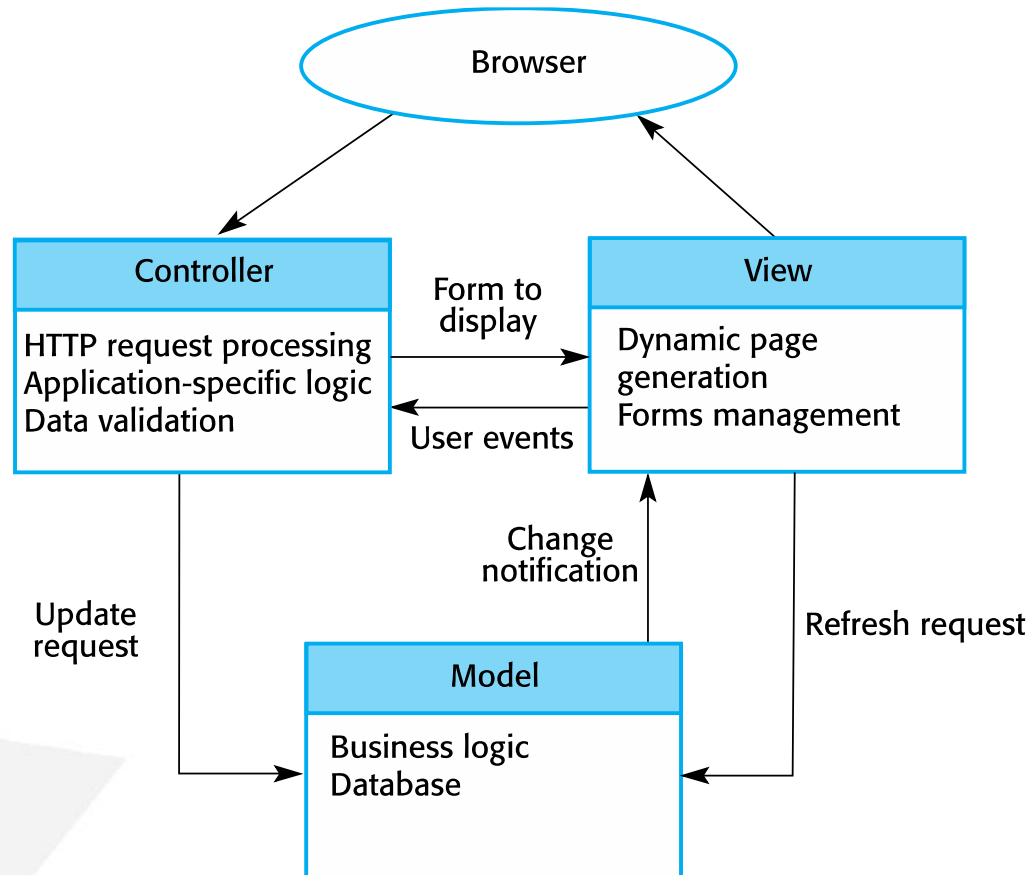 Browser
Controller
HTTP request processing
Application-specific logic
Data validation
Form to
display
User events
View
Dynamic page
generation
Forms management
Change
notification
Update
request
Refresh request
Model
Business logic
Database